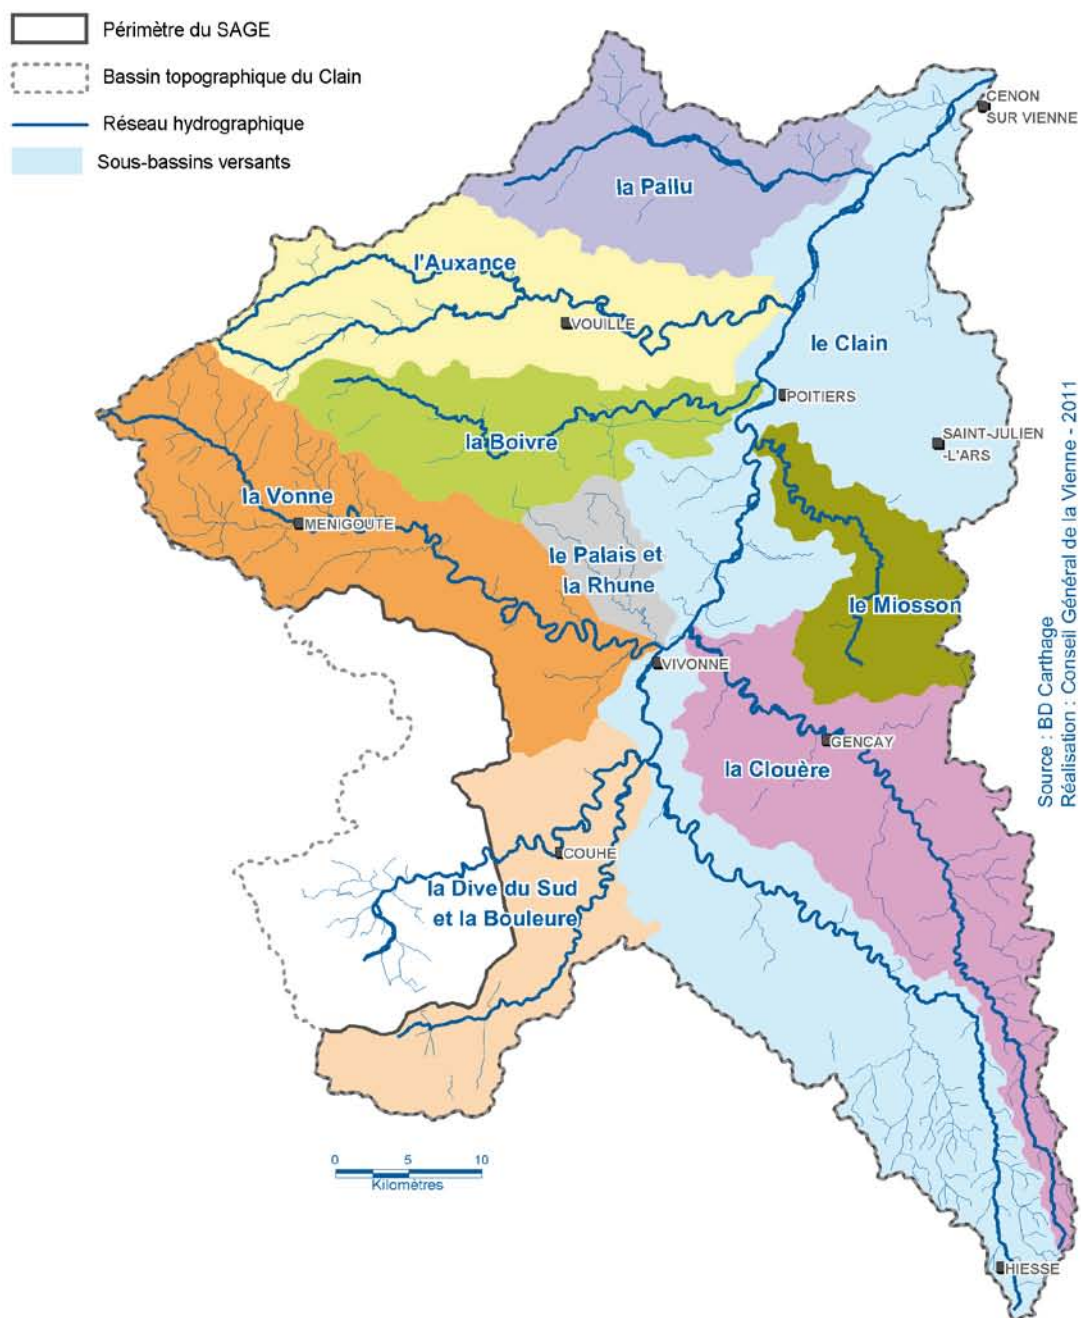 Périmètre du SAGE
Bassin topographique du Clain
Réseau hydrographique
Sous-bassins versants
CENON
SUR VIENNE
la Pallu
l'Auxance
VOUILLE
le Clain
POITIERS
SAINT-JULIEN
-L'ARS
la Boivre
la Vonne
MENIGOUTE
le Palais et
la Rhune
le Miosson
VIVONNE
GENCAY
la Clouère
COUHE
la Dive du Sud
et la Bouleure
0 5 10
Kilomètres
HIESSE
Source : BD Carthage
Réalisation : Conseil Général de la Vienne - 2011